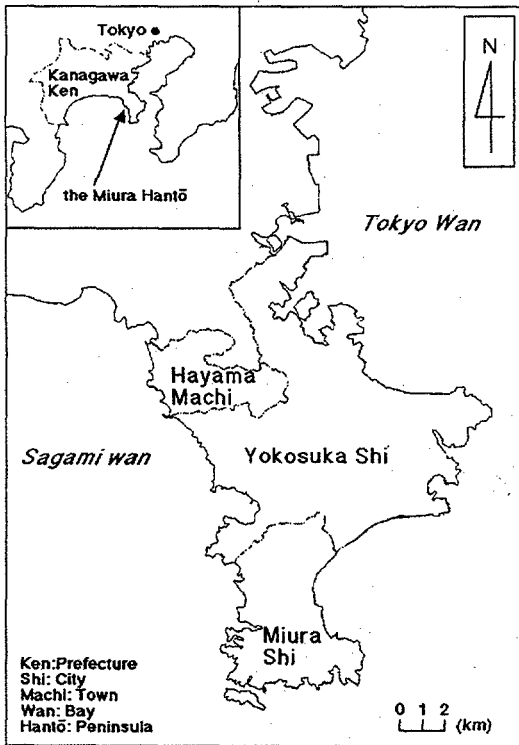 Tokyo
Kanagawa
Ken
the Miura Hantō
N
Tokyo Wan
Hayama
Machi
Sagami wan
Yokosuka Shi
Miura
Shi
Ken:Prefecture
Shi: City
Machi: Town
Wan: Bay
Hantō: Peninsula
0 1 2
(km)